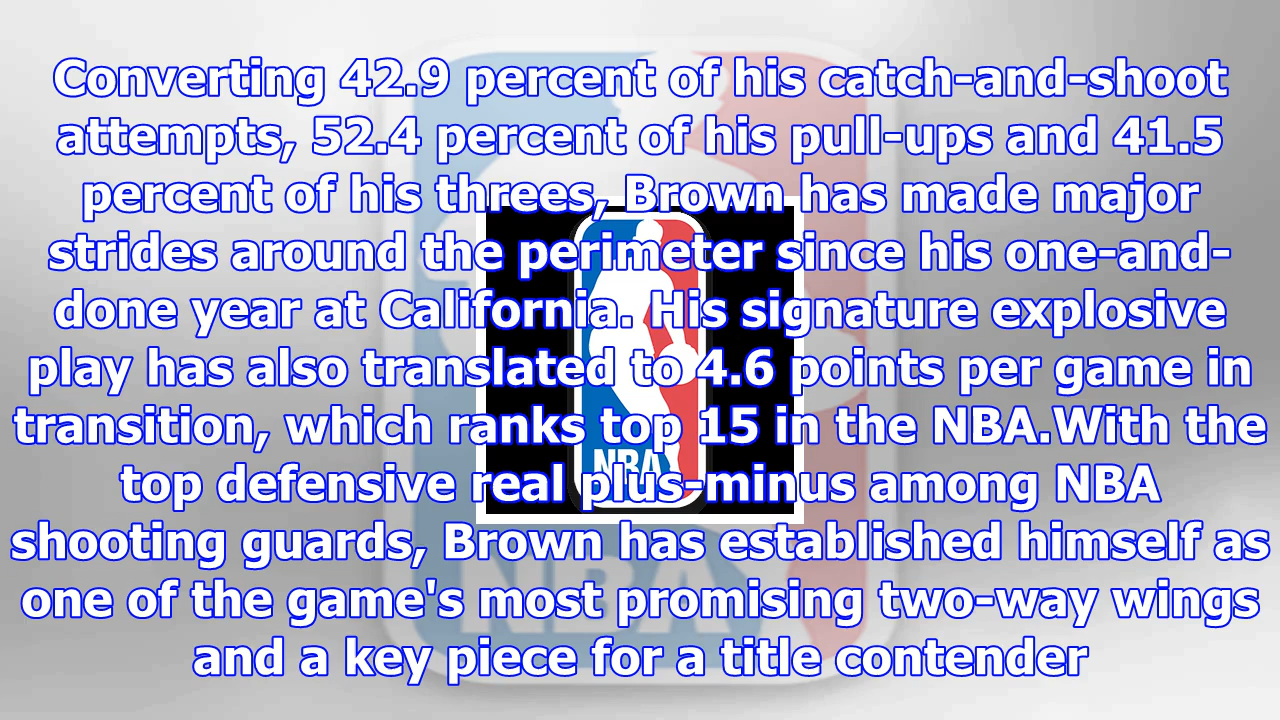 Converting 42.9 percent of his catch-and-shoot
attempts, 52.4 percent of his pull-ups and 41.5
percent of his threes, Brown has made major
strides around the perimeter since his one-and-
done year at California. His signature explosive
play has also translated to 4.6 points per game in
transition, which ranks top 15 in the NBA.With the
top defensive real plus-minus among NBA
shooting guards, Brown has established himself as
one of the game's most promising two-way wings
and a key piece for a title contender
NBA
NBA